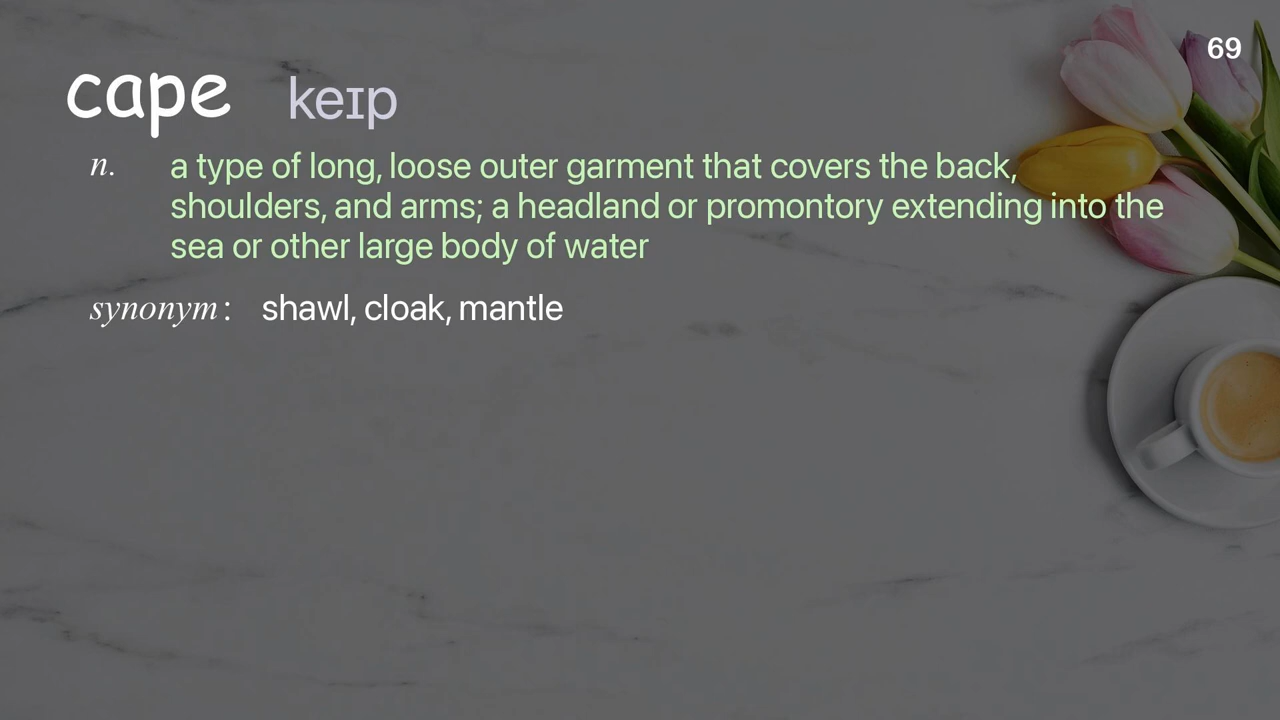 69
cape keɪp
n. a type of long, loose outer garment that covers the back,
shoulders, and arms; a headland or promontory extending into the
sea or other large body of water
synonym: shawl, cloak, mantle